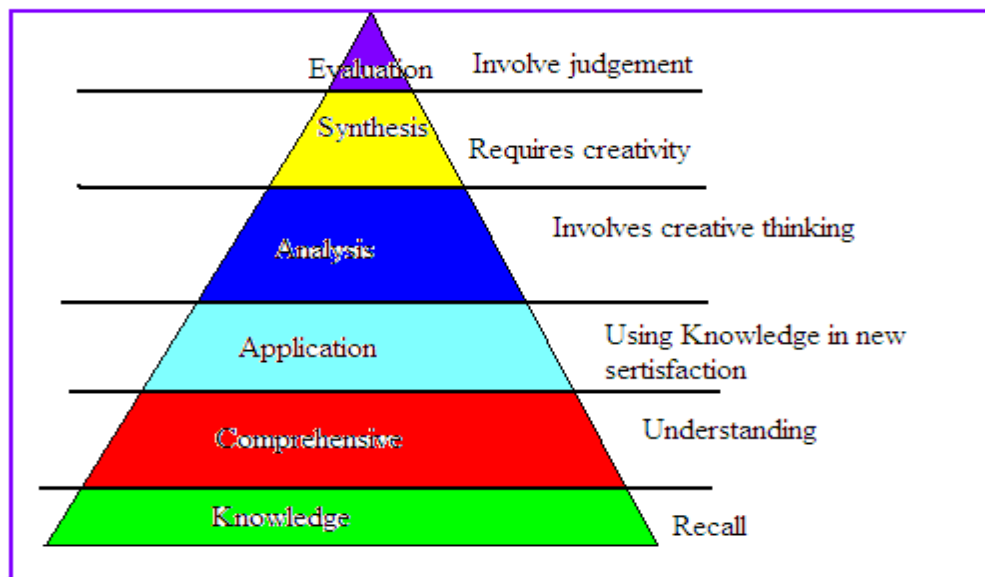 Evaluation
Involve judgement
Synthesis
Requires creativity
Analysis
Involves creative thinking
Application
Using Knowledge in new
sertisfaction
Comprehensive
Understanding
Knowledge
Recall